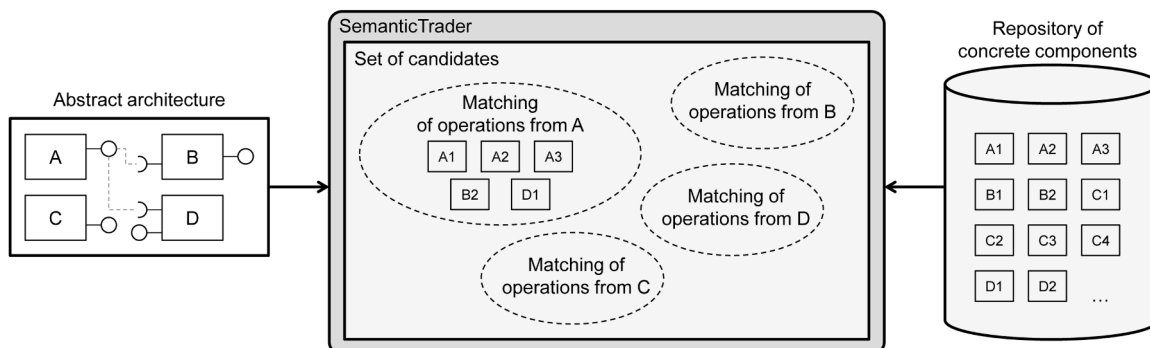 Abstract architecture
A
B
C
D
SemanticTrader
Set of candidates
Matching
of operations from A
A1 A2 A3
B2 D1
Matching of
operations from B
Matching of
operations from D
Matching of
operations from C
Repository of
concrete components
A1 A2 A3
B1 B2 C1
C2 C3 C4
D1 D2 ...